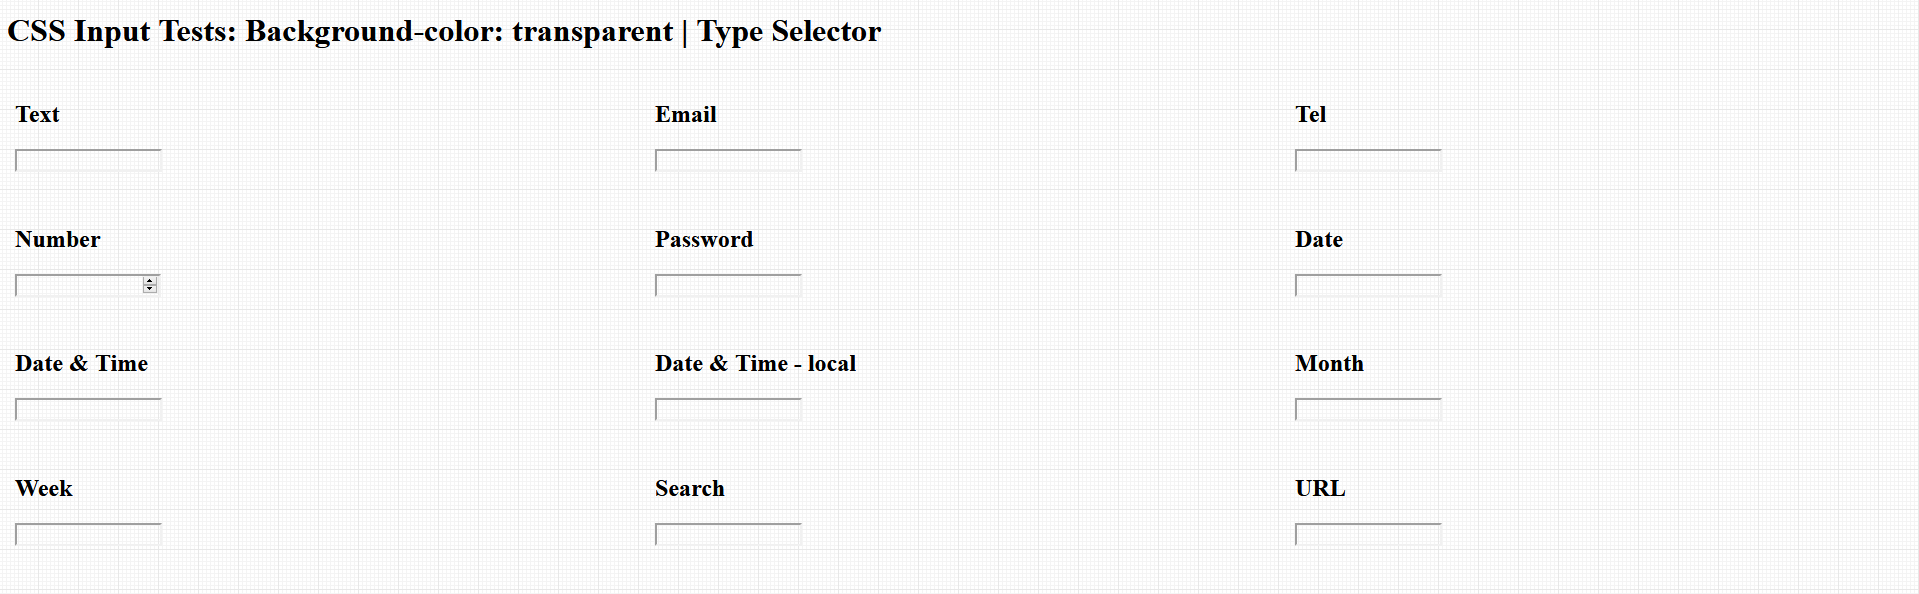 CSS Input Tests: Background-color: transparent | Type Selector
Text
Email
Tel
Number
Password
Date
Date & Time
Date & Time - local
Month
Week
Search
URL